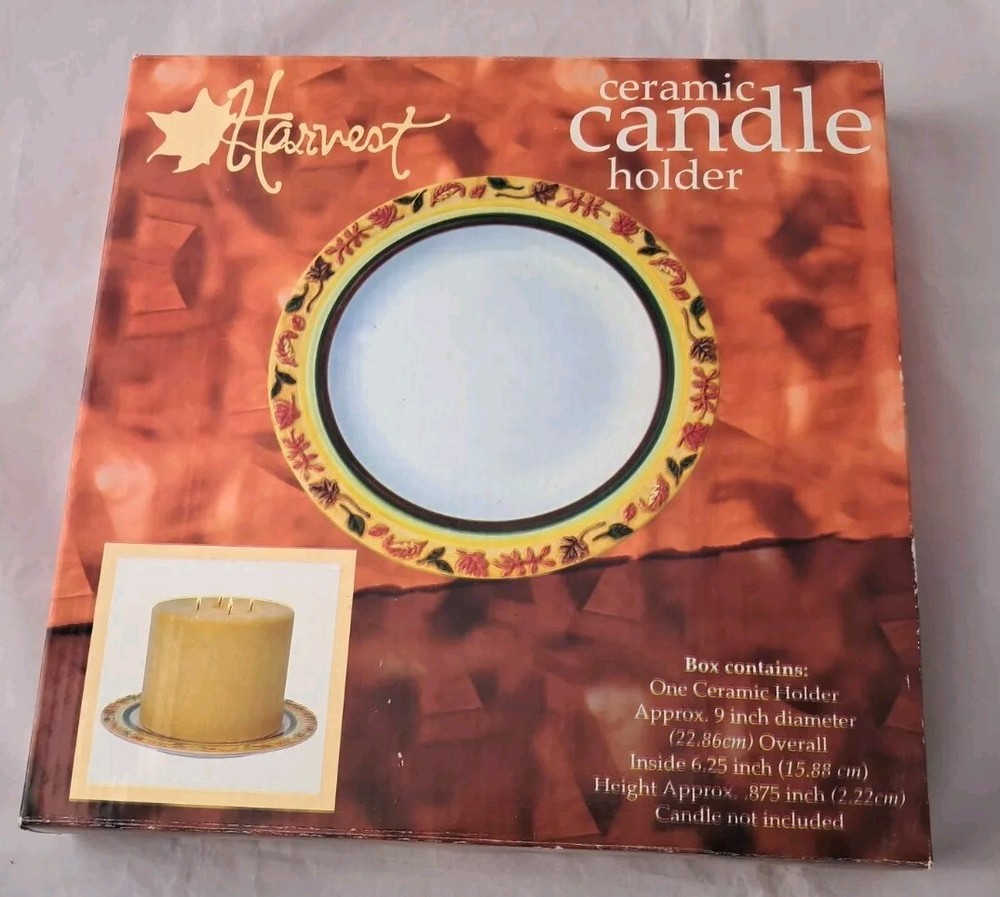 Harvest
ceramic
candle
holder
Box contains:
One Ceramic Holder
Approx. 9 inch diameter
(22.86cm) Overall
Inside 6.25 inch (15.88 cm)
Height Approx. .875 inch (2.22cm)
Candle not included